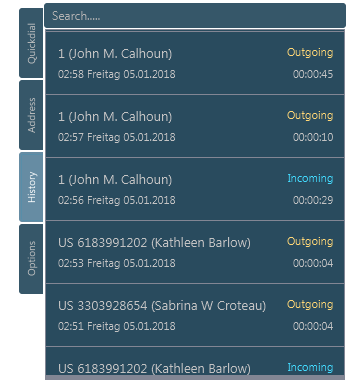 Search.....
Quickdial
Address
History
Options
1 (John M. Calhoun)
Outgoing
02:58 Freitag 05.01.2018
00:00:45
1 (John M. Calhoun)
Outgoing
02:57 Freitag 05.01.2018
00:00:10
1 (John M. Calhoun)
Incoming
02:56 Freitag 05.01.2018
00:00:29
US 6183991202 (Kathleen Barlow)
Outgoing
02:53 Freitag 05.01.2018
00:00:04
US 3303928654 (Sabrina W Croteau)
Outgoing
02:51 Freitag 05.01.2018
00:00:04
US 6183991202 (Kathleen Barlow)
Incoming